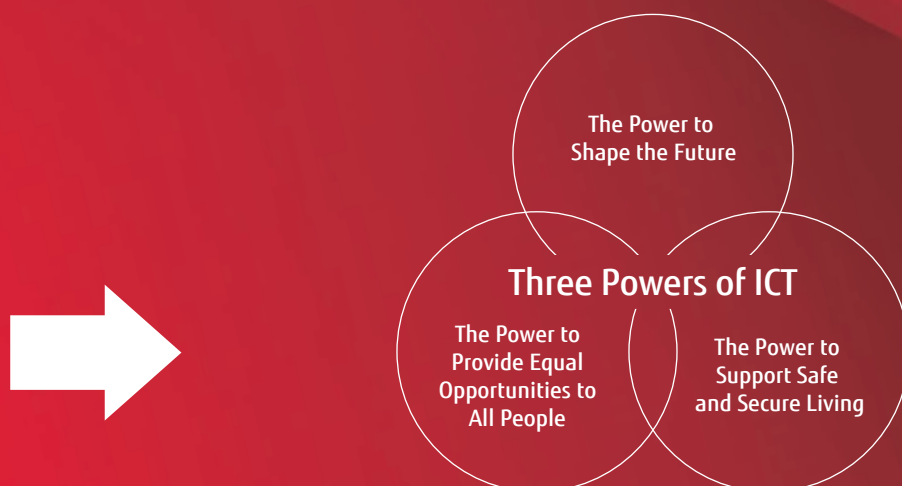 The Power to
Shape the Future
Three Powers of ICT
The Power to
Provide Equal
Opportunities to
All People
The Power to
Support Safe
and Secure Living